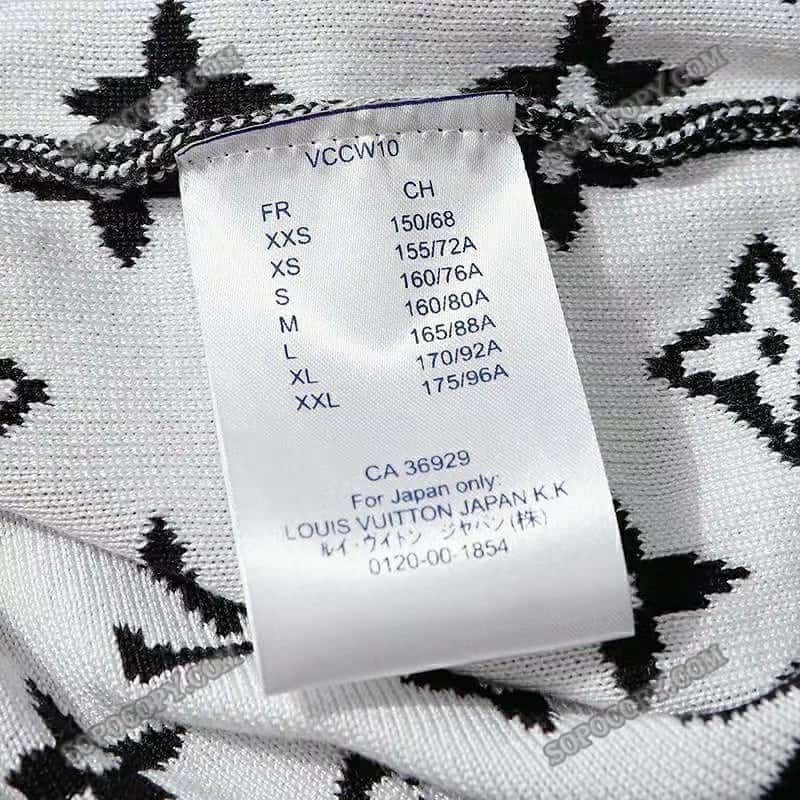 VCCW10
FR CH
XXS 150/68
XS 155/72A
S 160/76A
M 160/80A
L 165/88A
XL 170/92A
XXL 175/96A
CA 36929
For Japan only:
LOUIS VUITTON JAPAN K.K
ルイ・ウイトン ジャパン(株)
0120-00-1854
SOPOCOPY.COM
SOPOCOPY.COM
SOPOCOPY.COM
SOPOCOPY.COM